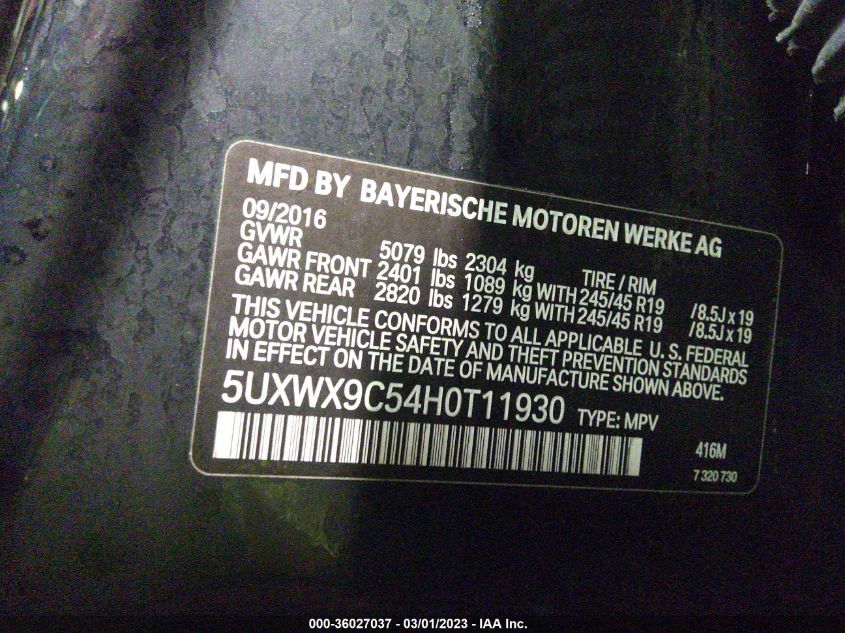 MFD BY BAYERISCHE MOTOREN WERKE AG
09/2016
GVWR 5079 lbs 2304 kg TIRE / RIM
GAWR FRONT 2401 lbs 1089 kg WITH 245/45 R19 / 8.5J x 19
GAWR REAR 2820 lbs 1279 kg WITH 245/45 R19 / 8.5J x 19
THIS VEHICLE CONFORMS TO ALL APPLICABLE U. S. FEDERAL
MOTOR VEHICLE SAFETY AND THEFT PREVENTION STANDARDS
IN EFFECT ON THE DATE OF MANUFACTURE SHOWN ABOVE.
5UXWX9C54H0T11930 TYPE: MPV
416M
7 320 730
000-36027037 - 03/01/2023 - IAA Inc.